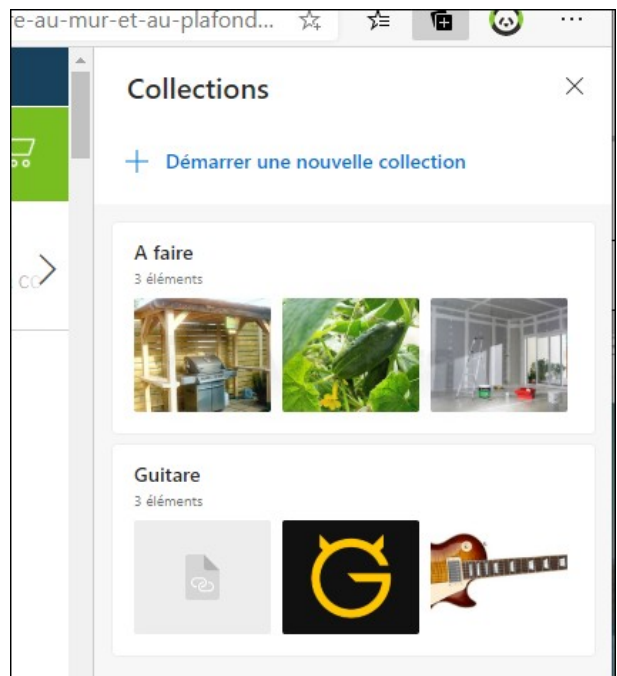 re-au-mur-et-au-plafond...
Collections
Démarrer une nouvelle collection
A faire
3 éléments
Guitare
3 éléments
G